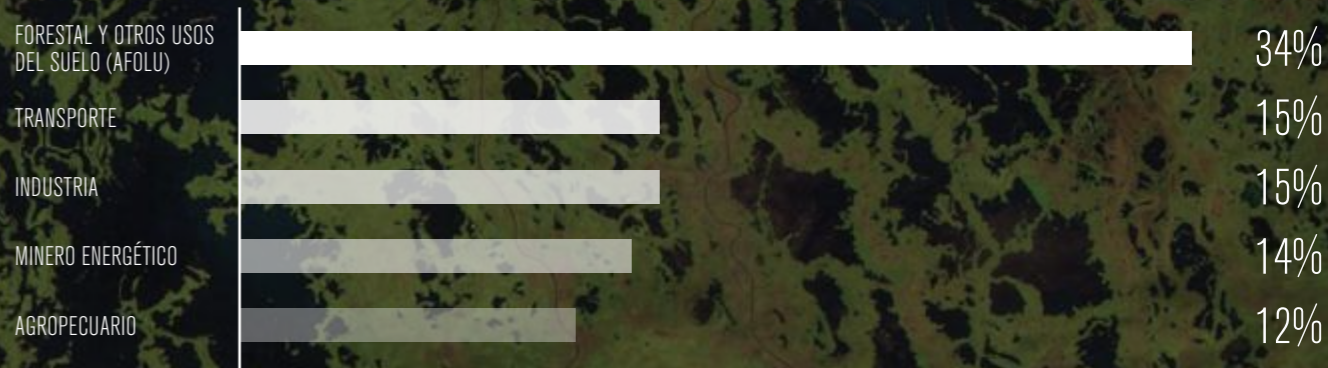 FORESTAL Y OTROS USOS
DEL SUELO (AFOLU)
34%
TRANSPORTE
15%
INDUSTRIA
15%
MINERO ENERGÉTICO
14%
AGROPECUARIO
12%